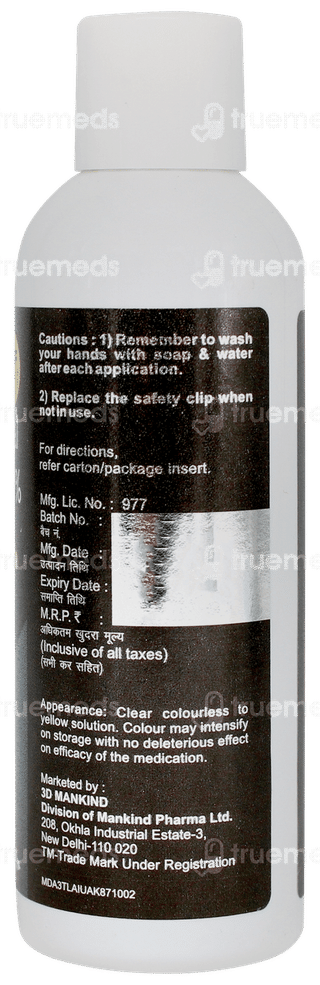 truemeds
Cautions : 1) Remember to wash
your hands with soap & water
after each application.
2) Replace the safety clip when
not in use.
For directions,
refer carton/package insert.
Mfg. Lic. No. : 977
Batch No. :
बैच नं.
Mfg. Date :
उत्पादन तिथि
Expiry Date :
समाप्ति तिथि
M.R.P. ₹ :
अधिकतम खुदरा मूल्य
(Inclusive of all taxes)
(सभी कर सहित)
Appearance: Clear colourless to
yellow solution. Colour may intensify
on storage with no deleterious effect
on efficacy of the medication.
Marketed by :
3D MANKIND
Division of Mankind Pharma Ltd.
208, Okhla Industrial Estate-3,
New Delhi-110 020
TM-Trade Mark Under Registration
MDA3TLAIUAK871002